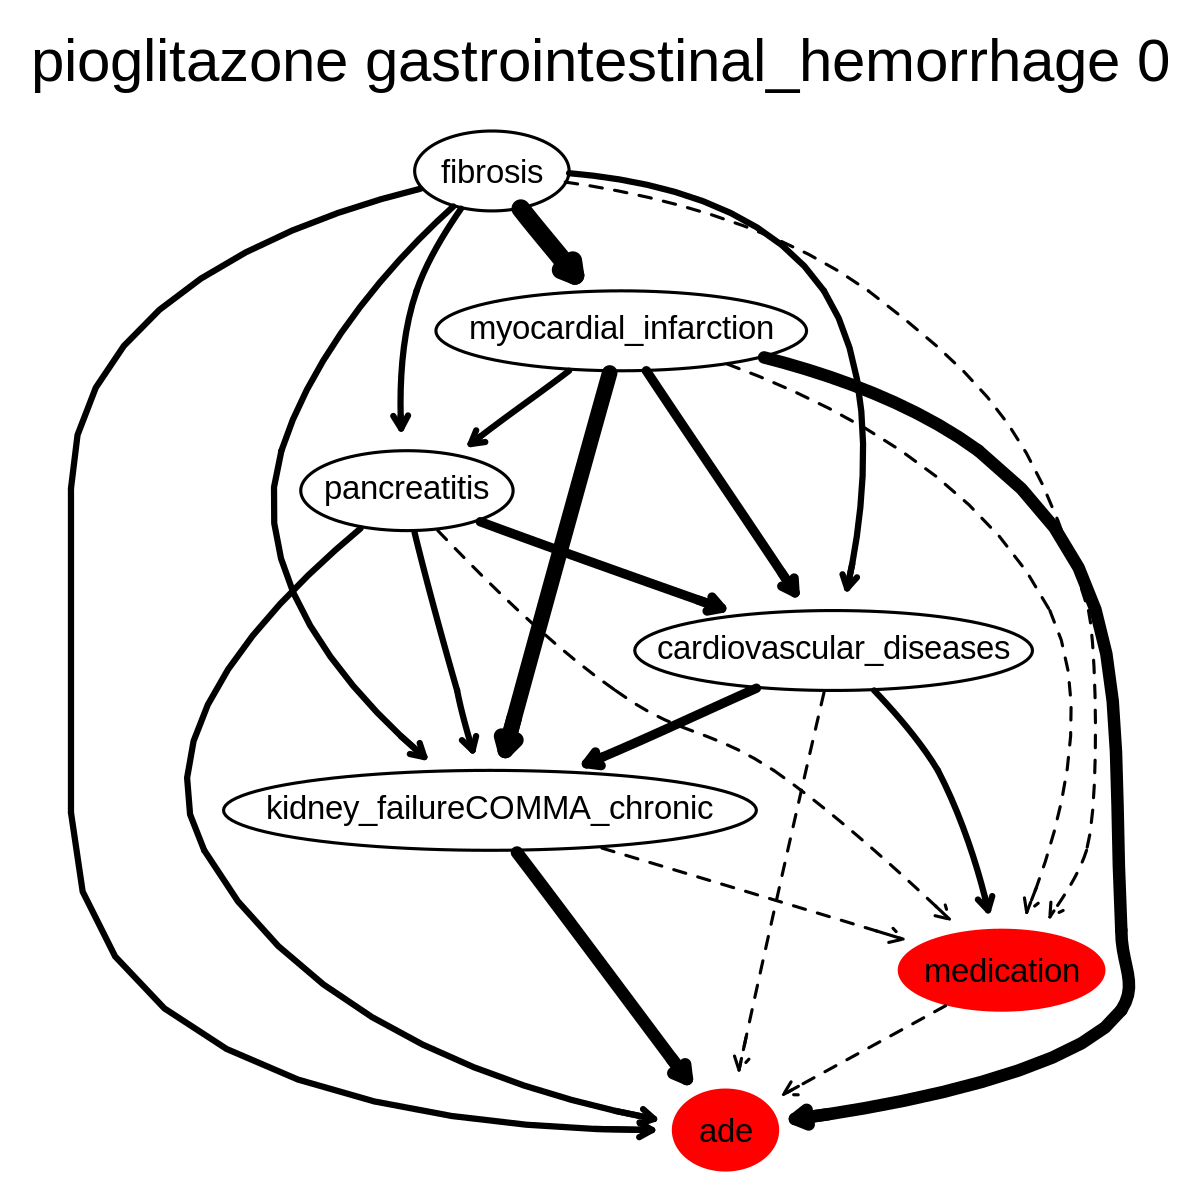 pioglitazone gastrointestinal_hemorrhage 0
fibrosis
myocardial_infarction
pancreatitis
cardiovascular_diseases
kidney_failureCOMMA_chronic
medication
ade